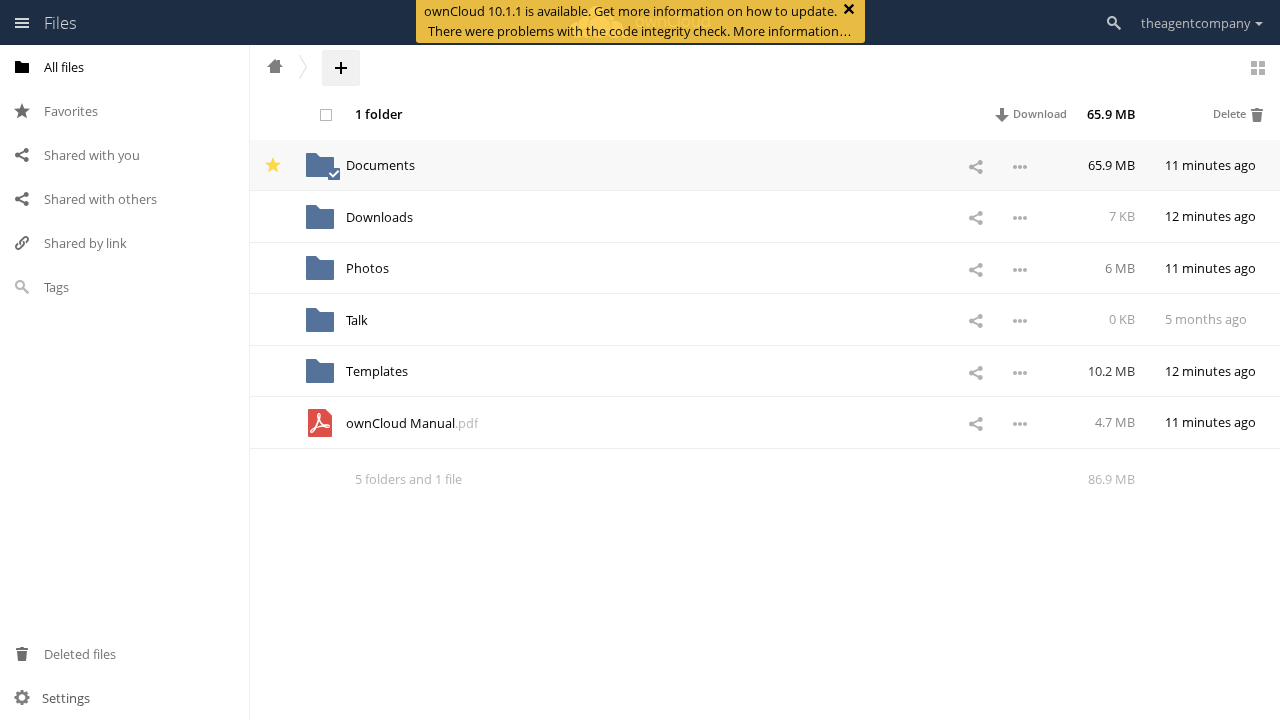 Files
ownCloud 10.1.1 is available. Get more information on how to update.
There were problems with the code integrity check. More information…
theagentcompany
All files
Favorites
Shared with you
Shared with others
Shared by link
Tags
Deleted files
Settings
1 folder Download 65.9 MB Delete
Documents 65.9 MB 11 minutes ago
Downloads 7 KB 12 minutes ago
Photos 6 MB 11 minutes ago
Talk 0 KB 5 months ago
Templates 10.2 MB 12 minutes ago
ownCloud Manual.pdf 4.7 MB 11 minutes ago
5 folders and 1 file 86.9 MB